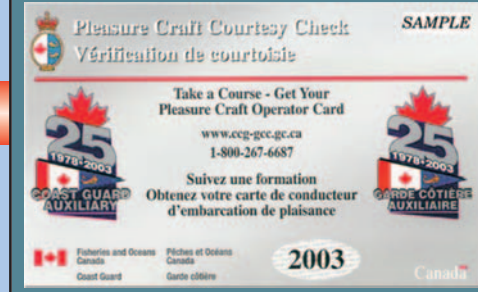 Pleasure Craft Courtesy Check
SAMPLE
Vérification de courtoisie
Take a Course - Get Your
Pleasure Craft Operator Card
www.ccg-gcc.gc.ca
1-800-267-6687
Suivez une formation
Obtenez votre carte de conducteur
d'embarcation de plaisance
25
1978-2003
COAST GUARD
AUXILIARY
25
1978-2003
GARDE CÔTIÈRE
AUXILIAIRE
Fisheries and Oceans
Canada
Coast Guard
Pêches et Océans
Canada
Garde côtière
2003
Canada